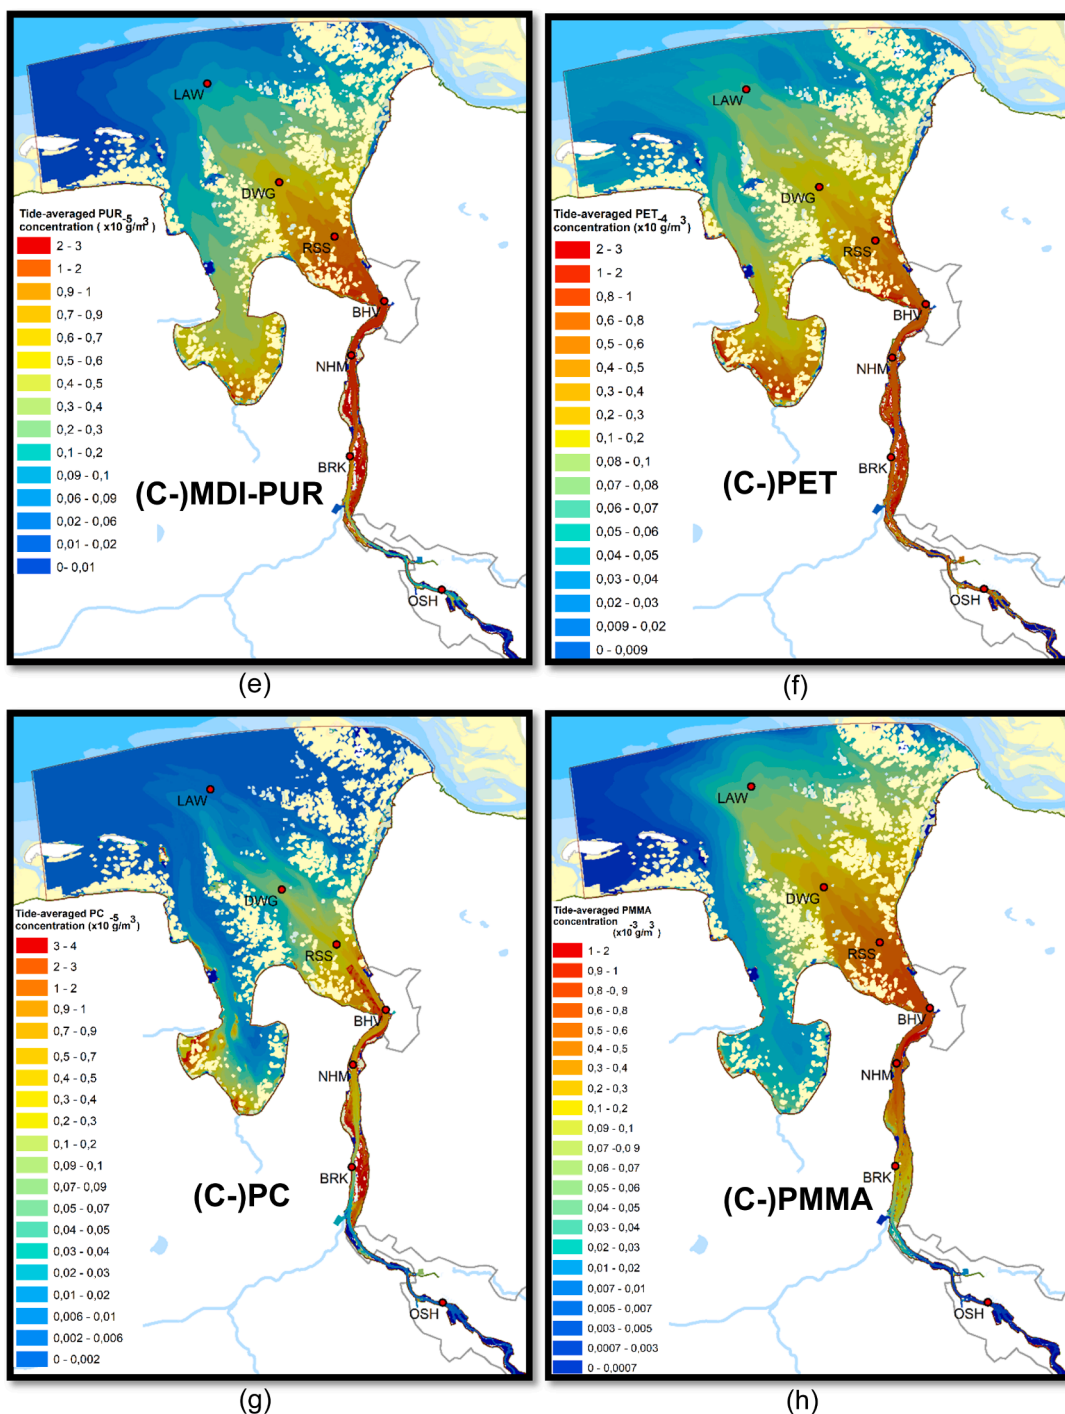 LAW
DWG
RSS
BHV
NHM
BRK
OSH
Tide-averaged PUR
concentration ( x10-5 g/m3)
2 - 3
1 - 2
0,9 - 1
0,7 - 0,9
0,6 - 0,7
0,5 - 0,6
0,4 - 0,5
0,3 - 0,4
0,2 - 0,3
0,1 - 0,2
0,09 - 0,1
0,06 - 0,09
0,02 - 0,06
0,01 - 0,02
0- 0,01
(C-)MDI-PUR
(e)
LAW
DWG
RSS
BHV
NHM
BRK
OSH
Tide-averaged PET
concentration (x10-4 g/m3)
2 - 3
1 - 2
0,8 - 1
0,6 - 0,8
0,5 - 0,6
0,4 - 0,5
0,3 - 0,4
0,2 - 0,3
0,1 - 0,2
0,08 - 0,1
0,07 - 0,08
0,06 - 0,07
0,05 - 0,06
0,04 - 0,05
0,03 - 0,04
0,02 - 0,03
0,009 - 0,02
0 - 0,009
(C-)PET
(f)
LAW
DWG
RSS
BHV
NHM
BRK
OSH
Tide-averaged PC
concentration (x10-5 g/m3)
3 - 4
2 - 3
1 - 2
0,9 - 1
0,7 - 0,9
0,5 - 0,7
0,4 - 0,5
0,3 - 0,4
0,2 - 0,3
0,1 - 0,2
0,09 - 0,1
0,07- 0,09
0,05 - 0,07
0,04 - 0,05
0,03 - 0,04
0,02 - 0,03
0,01 - 0,02
0,006 - 0,01
0,002 - 0,006
0 - 0,002
(C-)PC
(g)
LAW
DWG
RSS
BHV
NHM
BRK
OSH
Tide-averaged PMMA
concentration
(x10-3 g/m3)
1 - 2
0,9 - 1
0,8 -0, 9
0,6 - 0,8
0,5 - 0,6
0,4 - 0,5
0,3 - 0,4
0,2 - 0,3
0,1 - 0,2
0,09 - 0,1
0,07 -0,0 9
0,06 - 0,07
0,05 - 0,06
0,04 - 0,05
0,03 - 0,04
0,02 - 0,03
0,01 - 0,02
0,007 - 0,01
0,005 - 0,007
0,003 - 0,005
0,0007 - 0,003
0 - 0,0007
(C-)PMMA
(h)